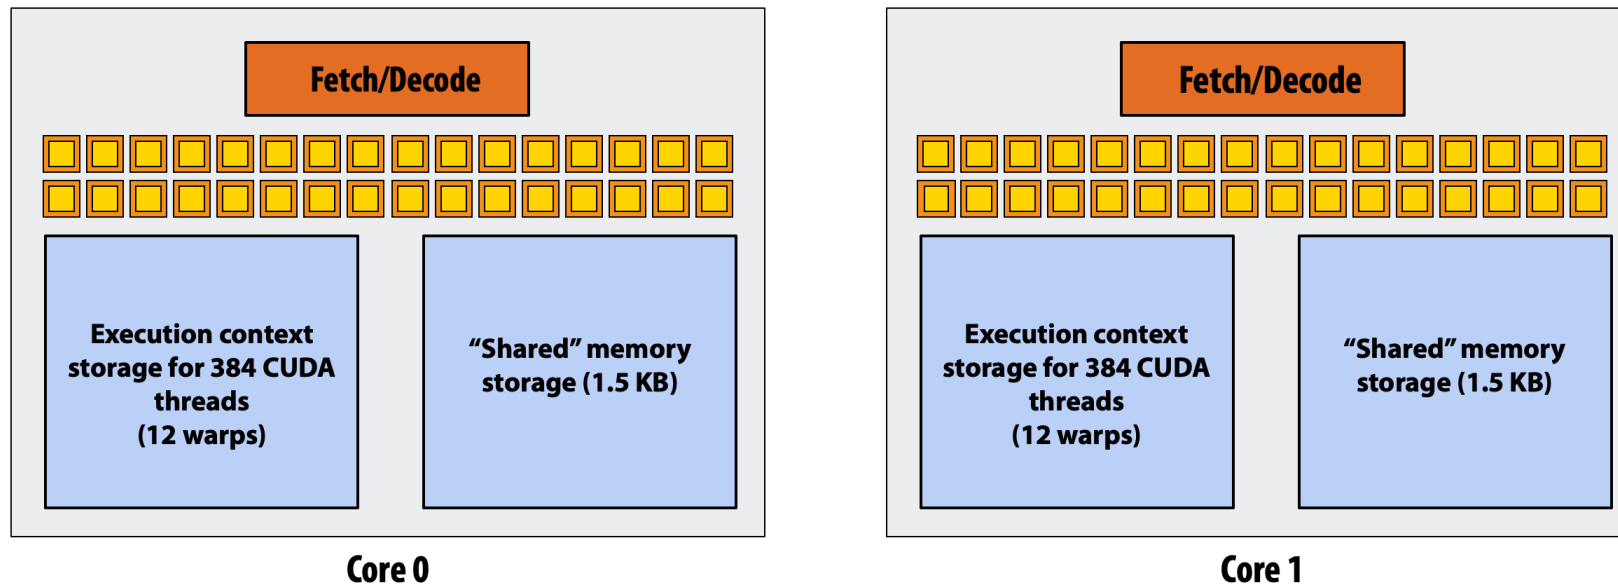 Fetch/Decode
Execution context
storage for 384 CUDA
threads
(12 warps)
“Shared” memory
storage (1.5 KB)
Core 0
Fetch/Decode
Execution context
storage for 384 CUDA
threads
(12 warps)
“Shared” memory
storage (1.5 KB)
Core 1